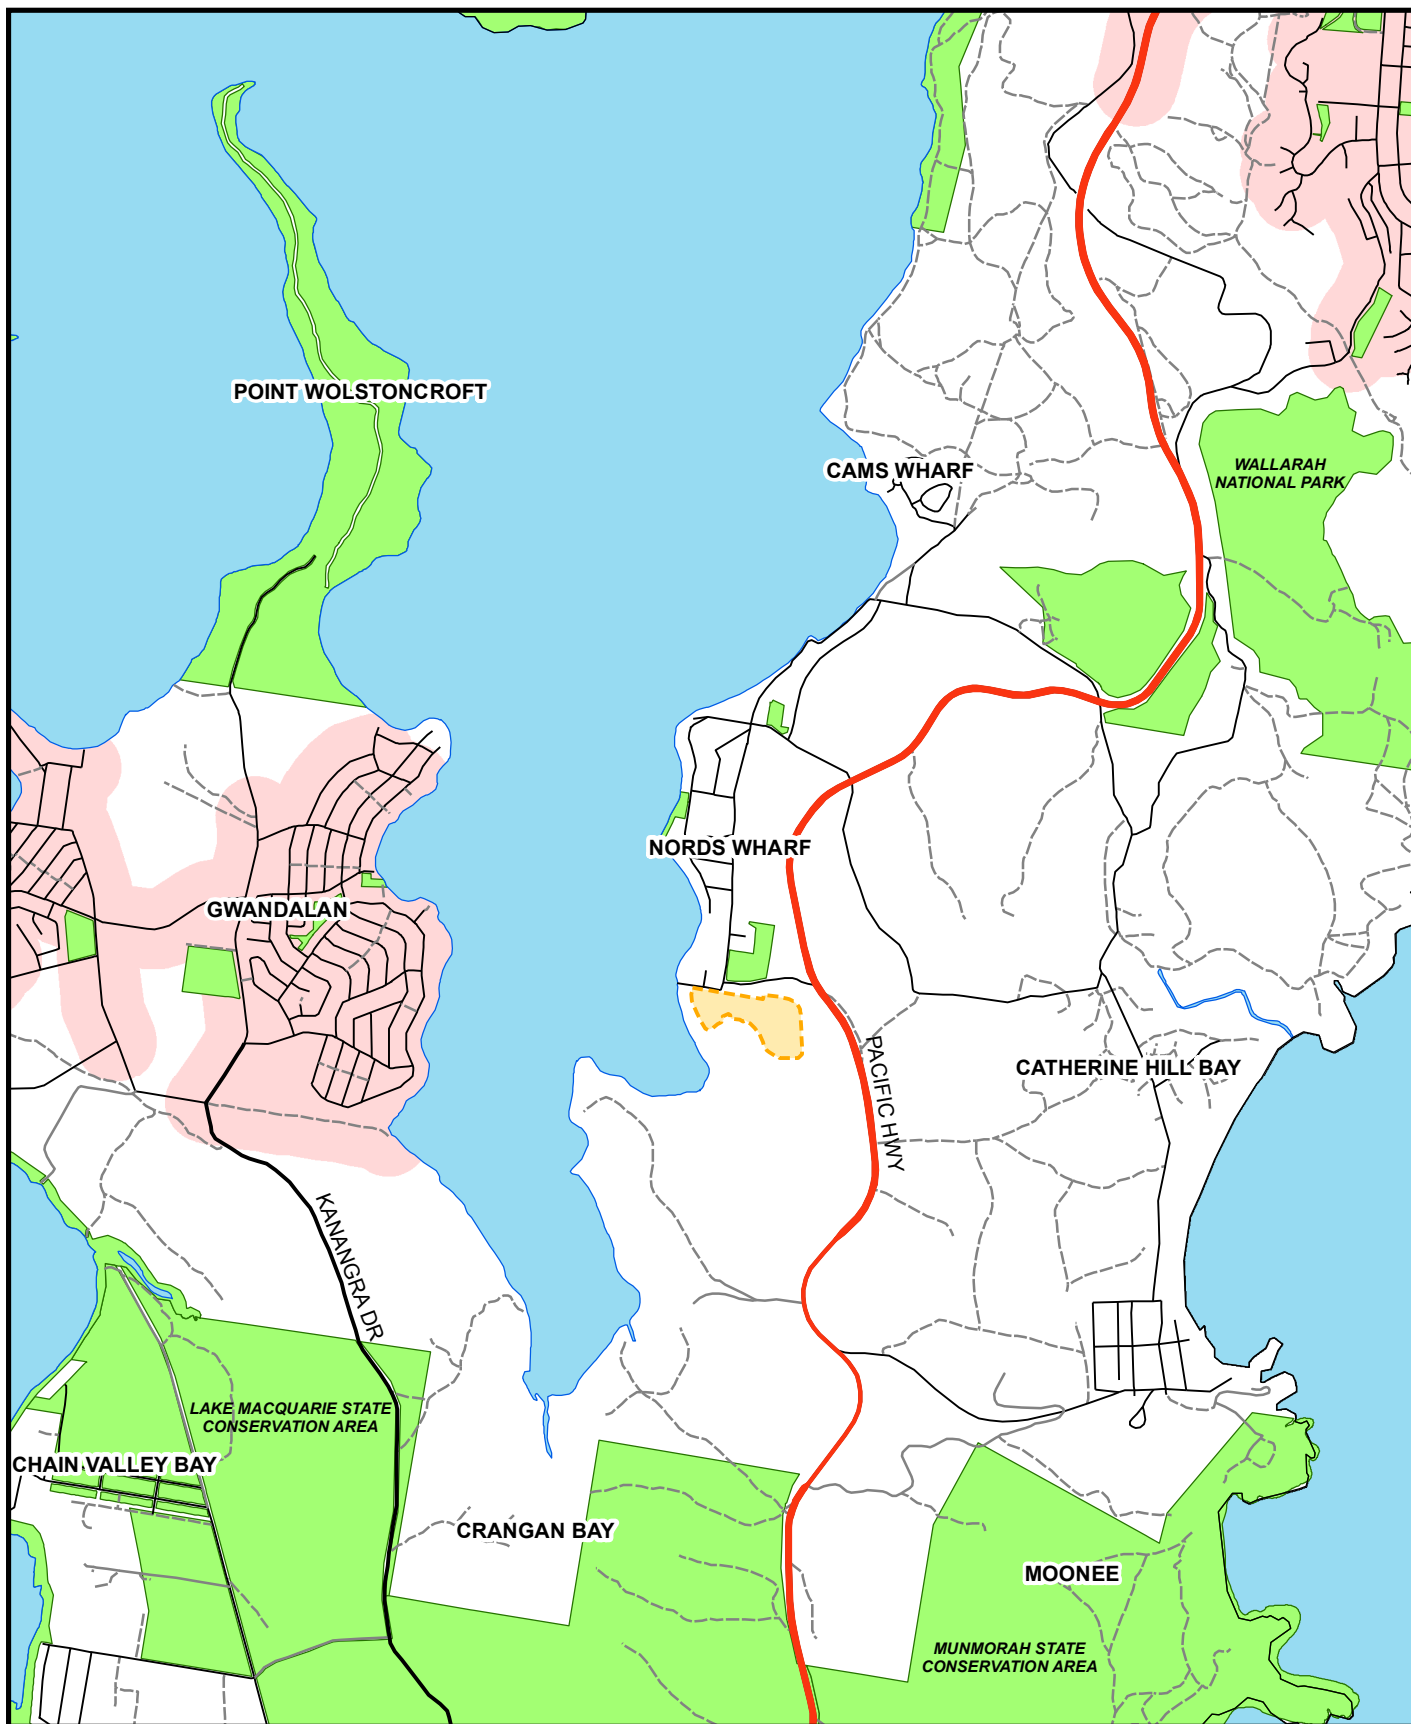 POINT WOLSTONCROFT
CAMS WHARF
WALLARAH
NATIONAL PARK
NORDS WHARF
GWANDALAN
PACIFIC HWY
CATHERINE HILL BAY
KANANGRA DR
LAKE MACQUARIE STATE
CONSERVATION AREA
CHAIN VALLEY BAY
CRANGAN BAY
MOONEE
MUNMORAH STATE
CONSERVATION AREA